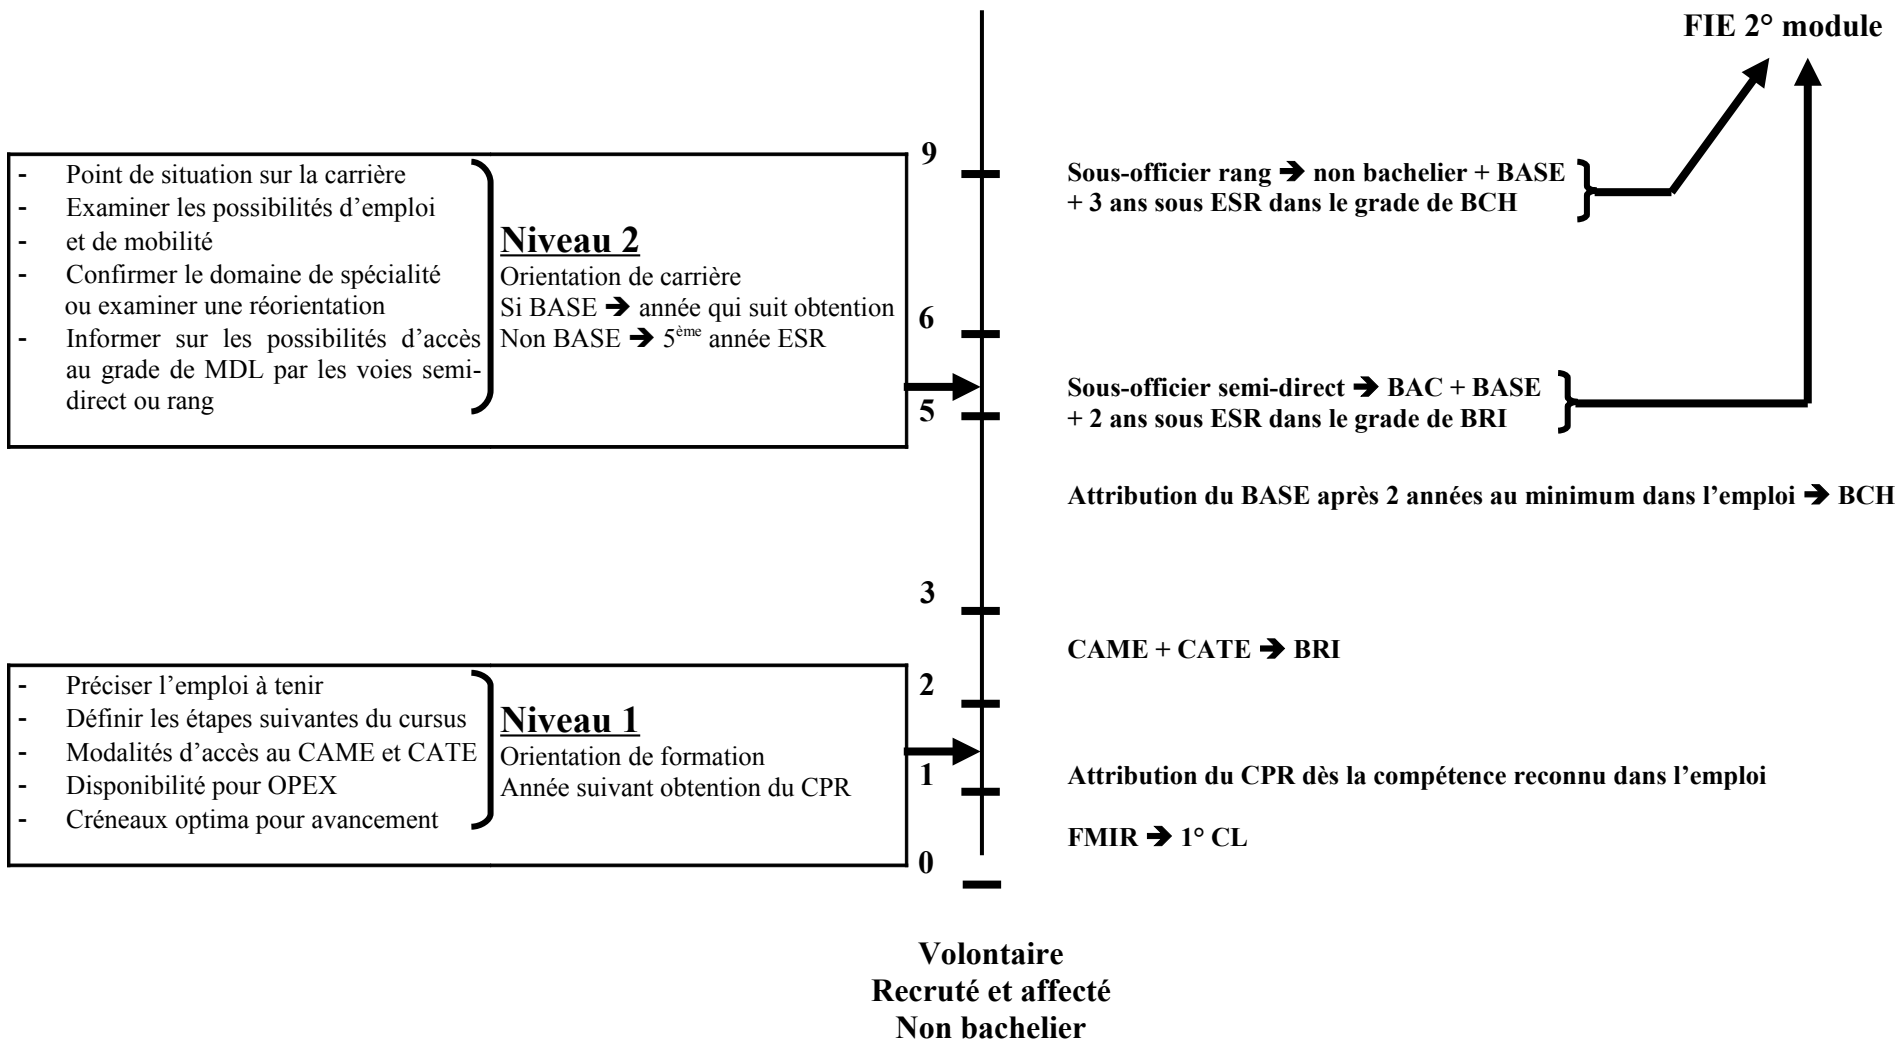 FIE 2° module
9
- Point de situation sur la carrière
- Examiner les possibilités d’emploi
- et de mobilité
- Confirmer le domaine de spécialité
ou examiner une réorientation
- Informer sur les possibilités d’accès
au grade de MDL par les voies semi-
direct ou rang
Niveau 2
Orientation de carrière
Si BASE ➔ année qui suit obtention
Non BASE ➔ 5ème année ESR
Sous-officier rang ➔ non bachelier + BASE
+ 3 ans sous ESR dans le grade de BCH
6
5
Sous-officier semi-direct ➔ BAC + BASE
+ 2 ans sous ESR dans le grade de BRI
Attribution du BASE après 2 années au minimum dans l’emploi ➔ BCH
3
CAME + CATE ➔ BRI
2
- Préciser l’emploi à tenir
- Définir les étapes suivantes du cursus
- Modalités d’accès au CAME et CATE
- Disponibilité pour OPEX
- Créneaux optima pour avancement
Niveau 1
Orientation de formation
Année suivant obtention du CPR
1
Attribution du CPR dès la compétence reconnu dans l’emploi
FMIR ➔ 1° CL
0
Volontaire
Recruté et affecté
Non bachelier